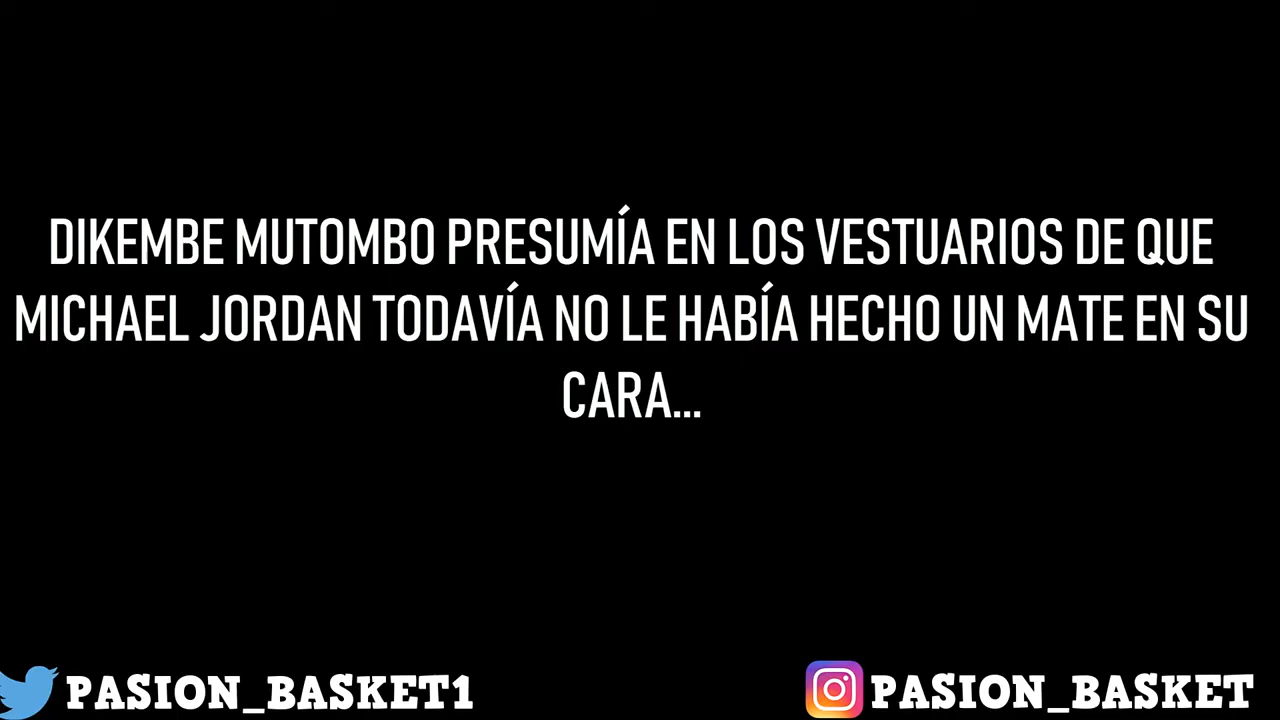 DIKEMBE MUTOMBO PRESUMÍA EN LOS VESTUARIOS DE QUE
MICHAEL JORDAN TODAVÍA NO LE HABÍA HECHO UN MATE EN SU
CARA...
PASION_BASKET1
PASION_BASKET